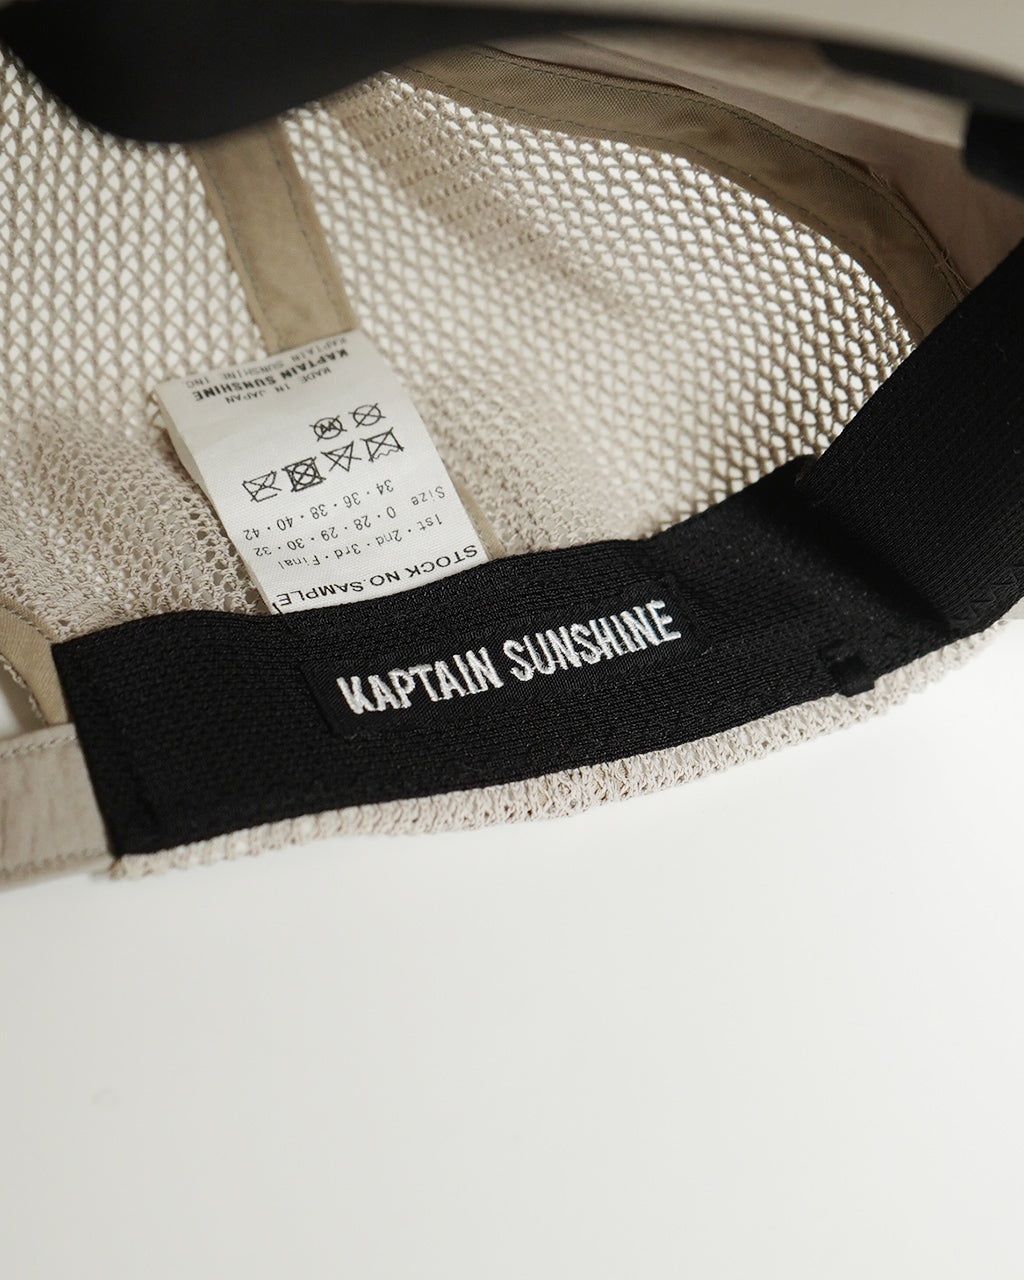 STOCK NO.SAMPLE
1st・2nd・3rd・Final
Size 0・28・29・30・32
34・36・38・40・42
MADE IN JAPAN
KAPTAIN SUNSHINE
KAPTAIN SUNSHINE INC
KAPTAIN SUNSHINE